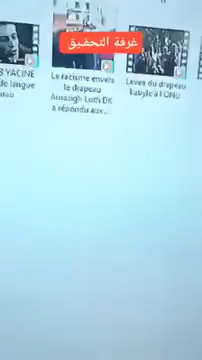 غرفة التحقيق
YACINE
de langue
Le racisme envers
le drapeau
Amazigh Loth DK
a répondu aux...
Levée du drapeau
kabyle à l'ONU